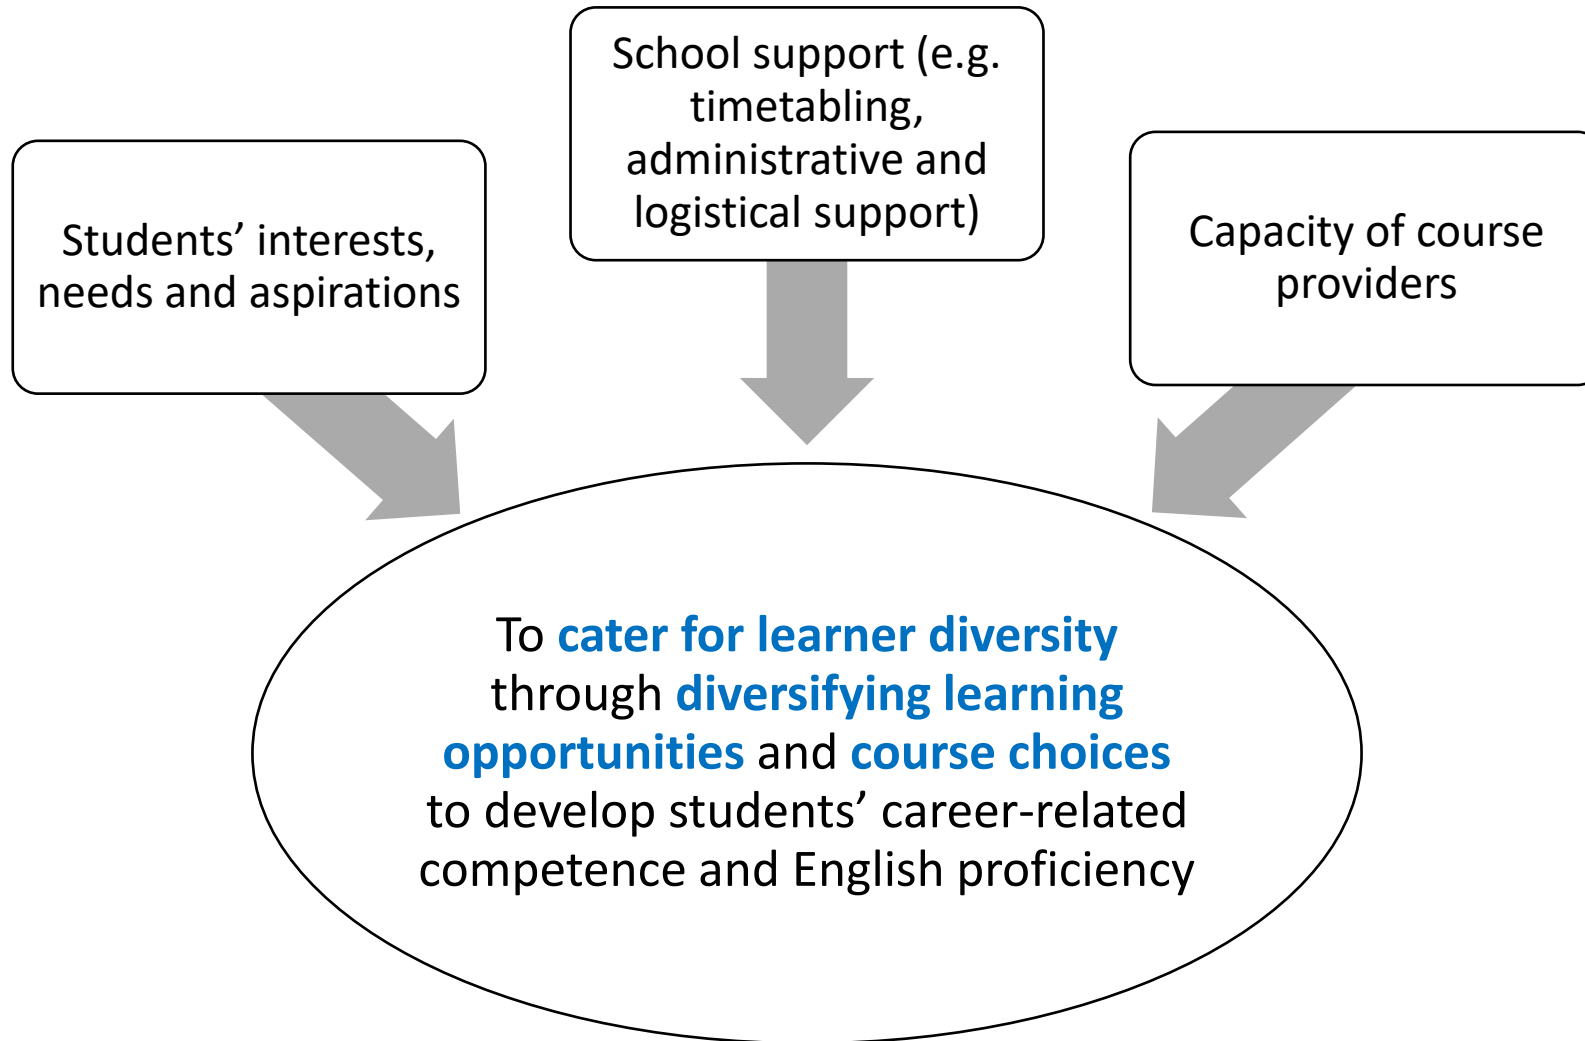 School support (e.g.
timetabling,
administrative and
logistical support)
Students’ interests,
needs and aspirations
Capacity of course
providers
To cater for learner diversity
through diversifying learning
opportunities and course choices
to develop students’ career-related
competence and English proficiency